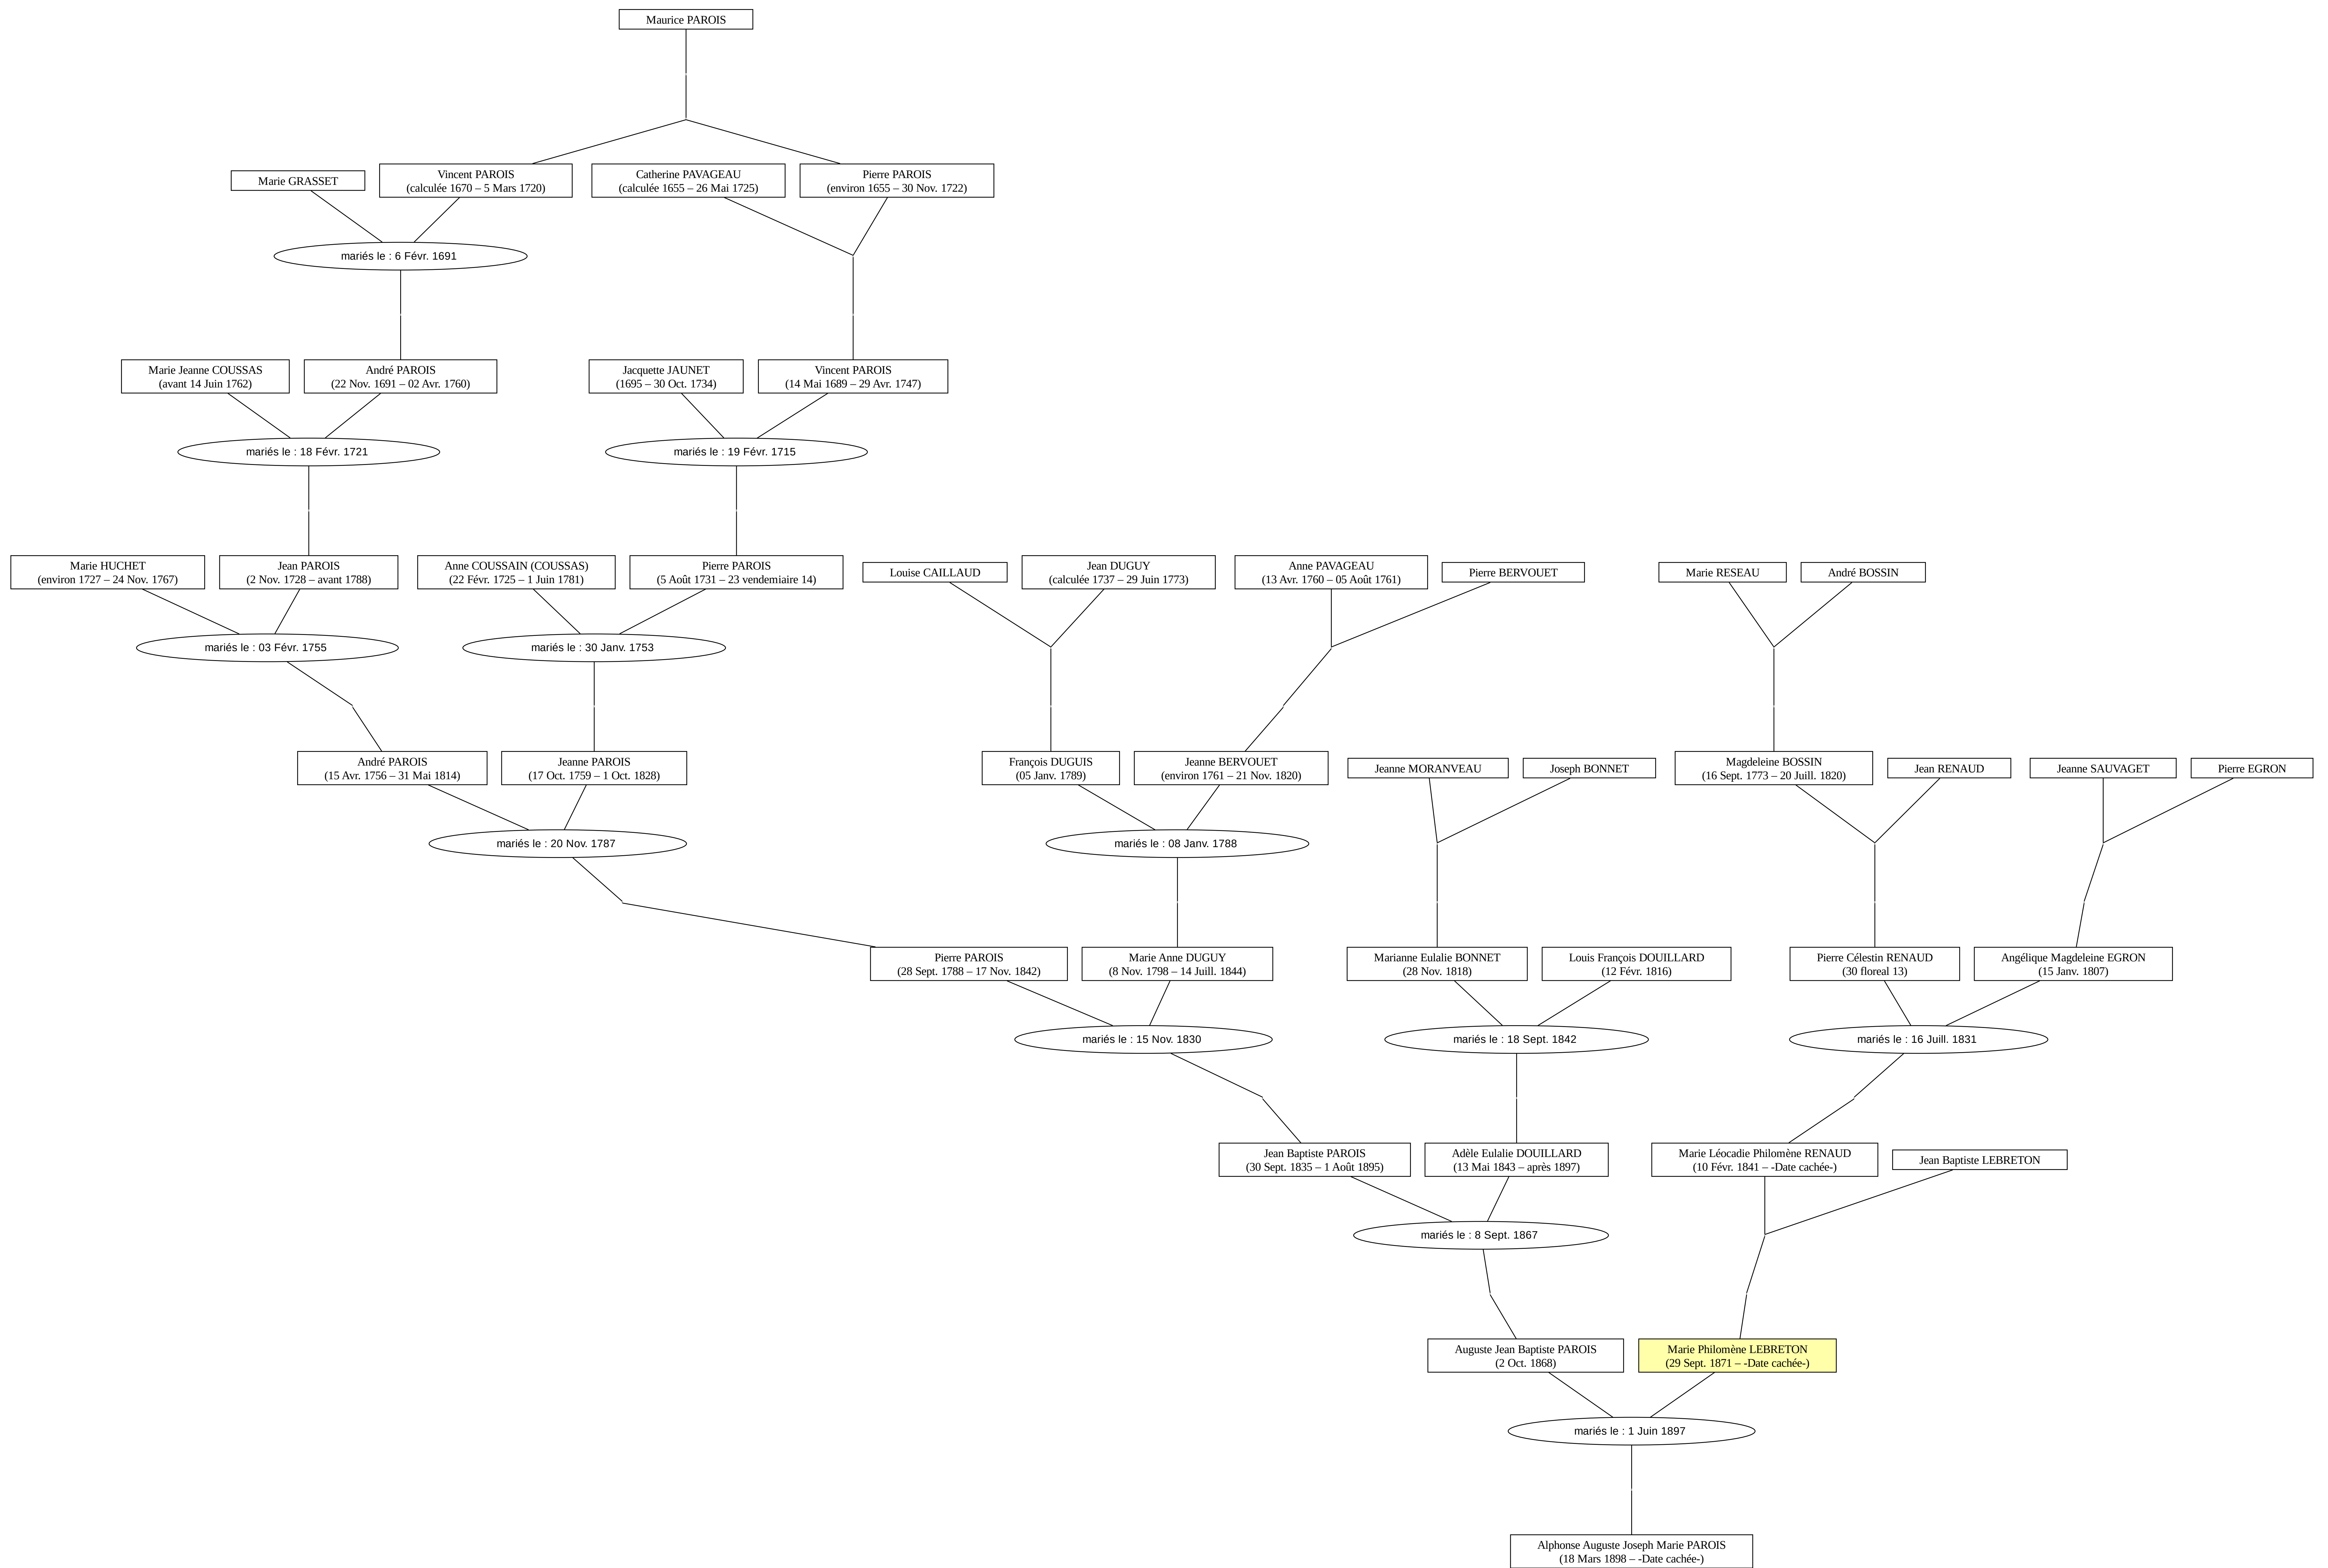 Maurice PAROIS
Marie GRASSET
Vincent PAROIS
(calculée 1670 – 5 Mars 1720)
Catherine PAVAGEAU
(calculée 1655 – 26 Mai 1725)
Pierre PAROIS
(environ 1655 – 30 Nov. 1722)
mariés le : 6 Févr. 1691
Marie Jeanne COUSSAS
(avant 14 Juin 1762)
André PAROIS
(22 Nov. 1691 – 02 Avr. 1760)
Jacquette JAUNET
(1695 – 30 Oct. 1734)
Vincent PAROIS
(14 Mai 1689 – 29 Avr. 1747)
mariés le : 18 Févr. 1721
mariés le : 19 Févr. 1715
Marie HUCHET
(environ 1727 – 24 Nov. 1767)
Jean PAROIS
(2 Nov. 1728 – avant 1788)
Anne COUSSAIN (COUSSAS)
(22 Févr. 1725 – 1 Juin 1781)
Pierre PAROIS
(5 Août 1731 – 23 vendemiaire 14)
Louise CAILLAUD
Jean DUGUY
(calculée 1737 – 29 Juin 1773)
Anne PAVAGEAU
(13 Avr. 1760 – 05 Août 1761)
Pierre BERVOUET
Marie RESEAU
André BOSSIN
mariés le : 03 Févr. 1755
mariés le : 30 Janv. 1753
André PAROIS
(15 Avr. 1756 – 31 Mai 1814)
Jeanne PAROIS
(17 Oct. 1759 – 1 Oct. 1828)
François DUGUIS
(05 Janv. 1789)
Jeanne BERVOUET
(environ 1761 – 21 Nov. 1820)
Jeanne MORANVEAU
Joseph BONNET
Magdeleine BOSSIN
(16 Sept. 1773 – 20 Juill. 1820)
Jean RENAUD
Jeanne SAUVAGET
Pierre EGRON
mariés le : 20 Nov. 1787
mariés le : 08 Janv. 1788
Pierre PAROIS
(28 Sept. 1788 – 17 Nov. 1842)
Marie Anne DUGUY
(8 Nov. 1798 – 14 Juill. 1844)
Marianne Eulalie BONNET
(28 Nov. 1818)
Louis François DOUILLARD
(12 Févr. 1816)
Pierre Célestin RENAUD
(30 floreal 13)
Angélique Magdeleine EGRON
(15 Janv. 1807)
mariés le : 15 Nov. 1830
mariés le : 18 Sept. 1842
mariés le : 16 Juill. 1831
Jean Baptiste PAROIS
(30 Sept. 1835 – 1 Août 1895)
Adèle Eulalie DOUILLARD
(13 Mai 1843 – après 1897)
Marie Léocadie Philomène RENAUD
(10 Févr. 1841 – -Date cachée-)
Jean Baptiste LEBRETON
mariés le : 8 Sept. 1867
Auguste Jean Baptiste PAROIS
(2 Oct. 1868)
Marie Philomène LEBRETON
(29 Sept. 1871 – -Date cachée-)
mariés le : 1 Juin 1897
Alphonse Auguste Joseph Marie PAROIS
(18 Mars 1898 – -Date cachée-)